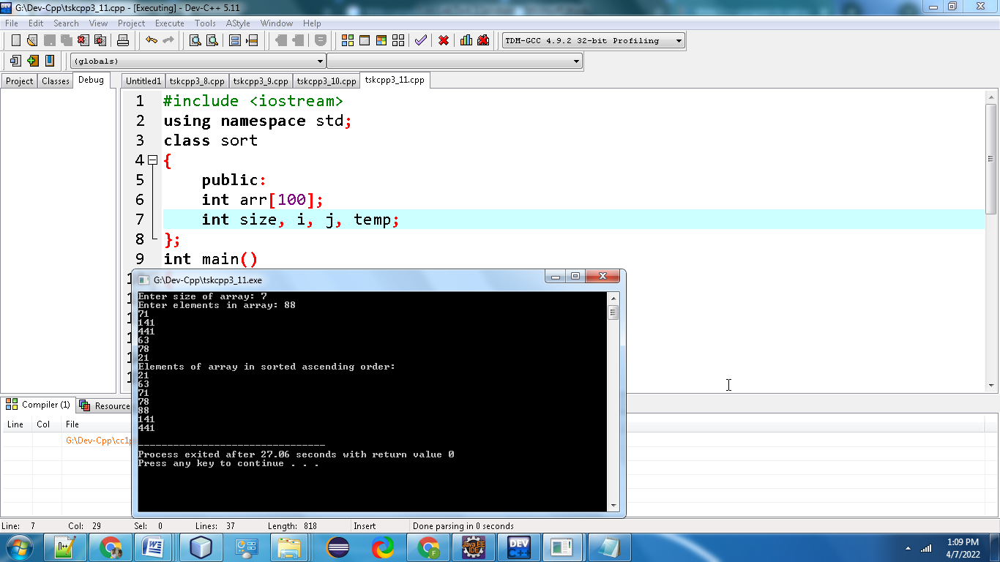 G:\Dev-Cpp\tskcpp3_11.cpp - [Executing] - Dev-C++ 5.11
File Edit Search View Project Execute Tools AStyle Window Help
TDM-GCC 4.9.2 32-bit Profiling
(globals)
Project Classes Debug
Untitled1 tskcpp3_8.cpp tskcpp3_9.cpp tskcpp3_10.cpp tskcpp3_11.cpp
1 #include <iostream>
2 using namespace std;
3 class sort
4 {
5 public:
6 int arr[100];
7 int size, i, j, temp;
8 };
9 int main()
G:\Dev-Cpp\tskcpp3_11.exe
Enter size of array: 7
Enter elements in array: 88
71
141
441
63
78
21
Elements of array in sorted ascending order:
21
63
71
78
88
141
441
--------------------------------
Process exited after 27.06 seconds with return value 0
Press any key to continue . . .
Compiler (1) Resource
Line Col File
G:\Dev-Cpp\cc1p
Line: 7 Col: 29 Sel: 0 Lines: 37 Length: 818 Insert Done parsing in 0 seconds
1:09 PM
4/7/2022